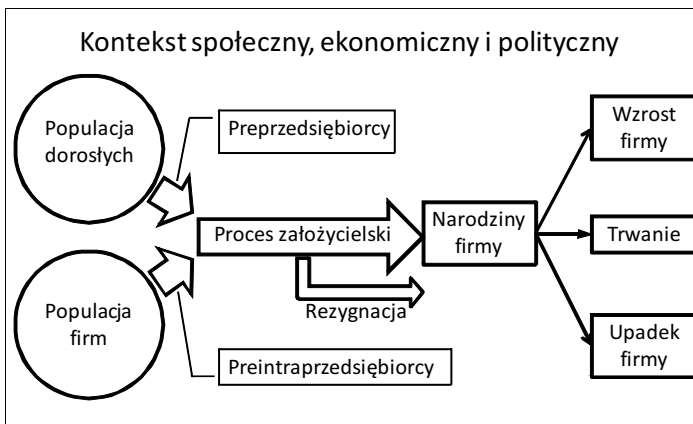 Kontekst społeczny, ekonomiczny i polityczny
Populacja
dorosłych
Preprzedsiębiorcy
Wzrost
firmy
Proces założycielski
Narodziny
firmy
Trwanie
Rezygnacja
Populacja
firm
Preintraprzedsiębiorcy
Upadek
firmy